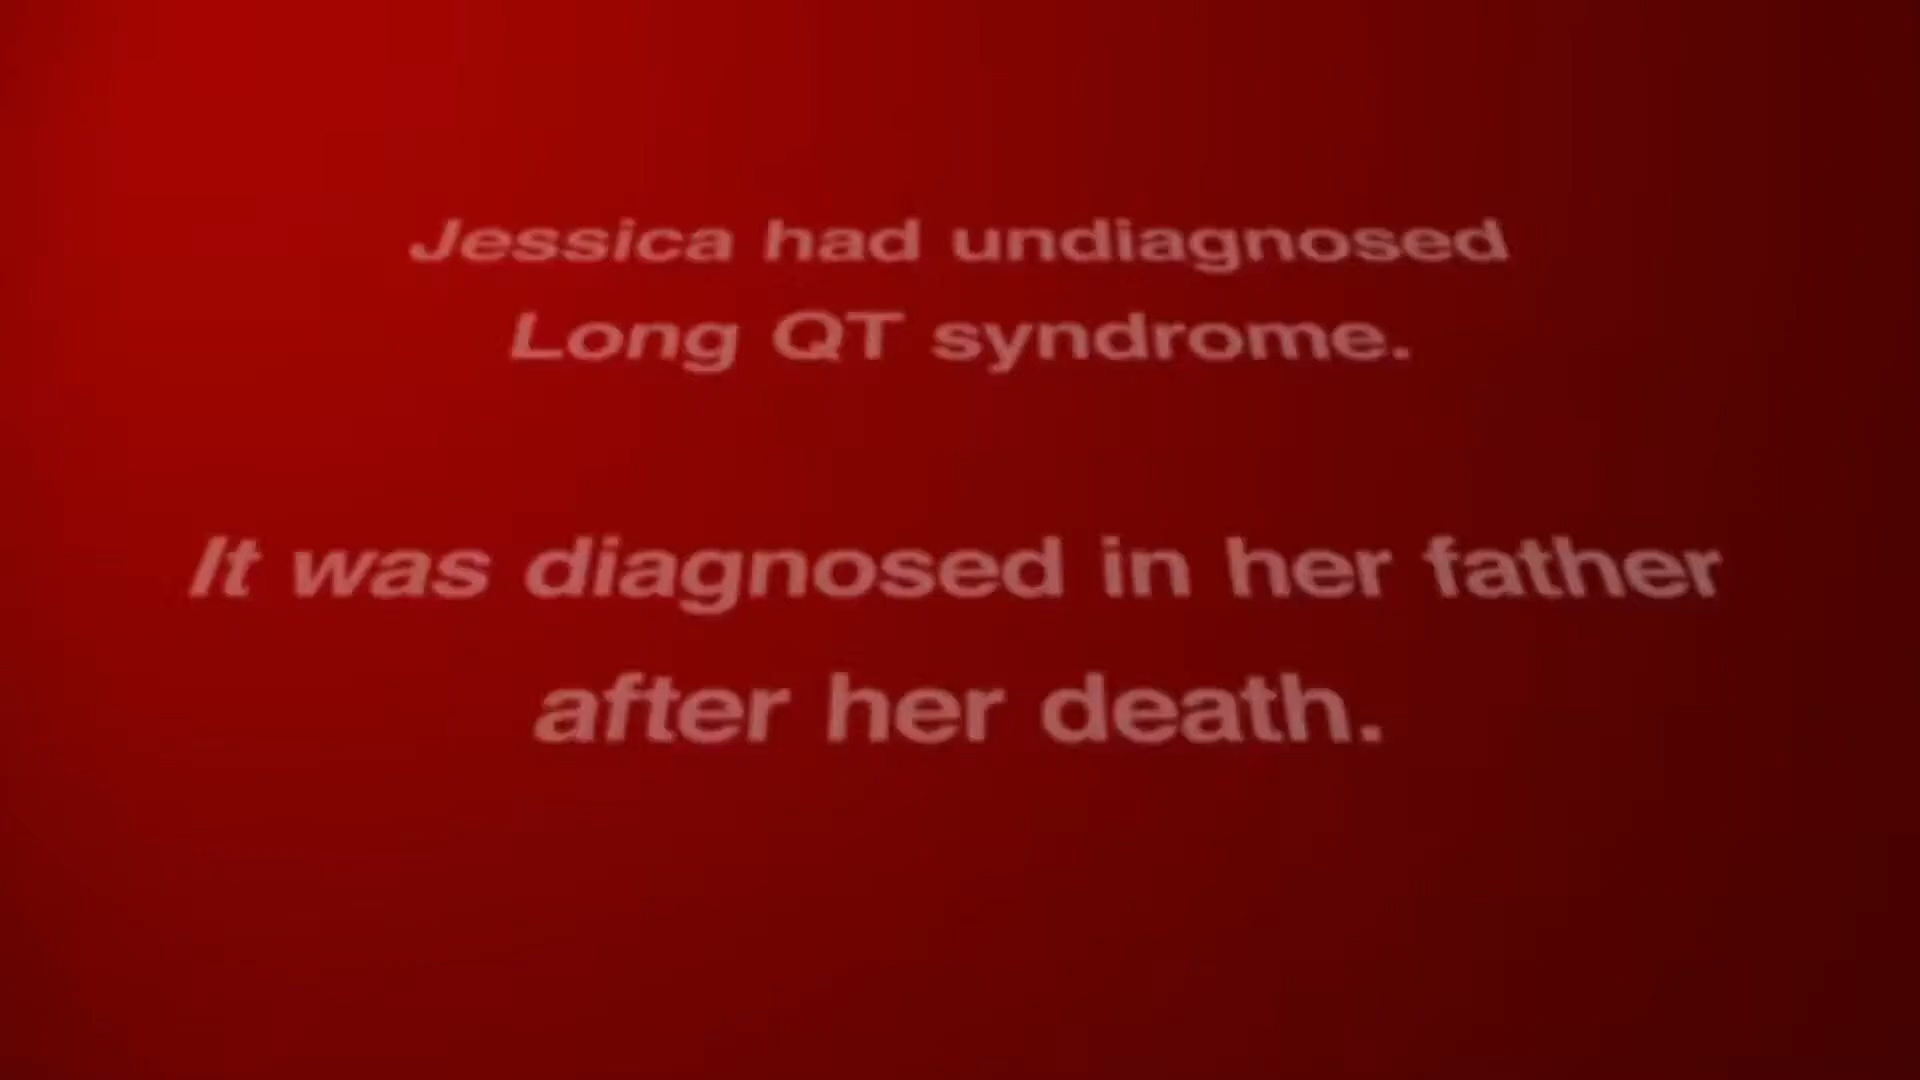 Jessica had undiagnosed
Long QT syndrome.
It was diagnosed in her father
after her death.